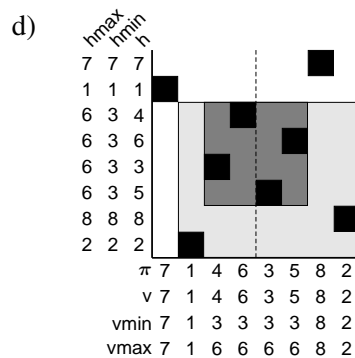 d)
hmax hmin h
7 7 7
1 1 1
6 3 4
6 3 6
6 3 3
6 3 5
8 8 8
2 2 2
π 7 1 4 6 3 5 8 2
v 7 1 4 6 3 5 8 2
vmin 7 1 3 3 3 3 8 2
vmax 7 1 6 6 6 6 8 2